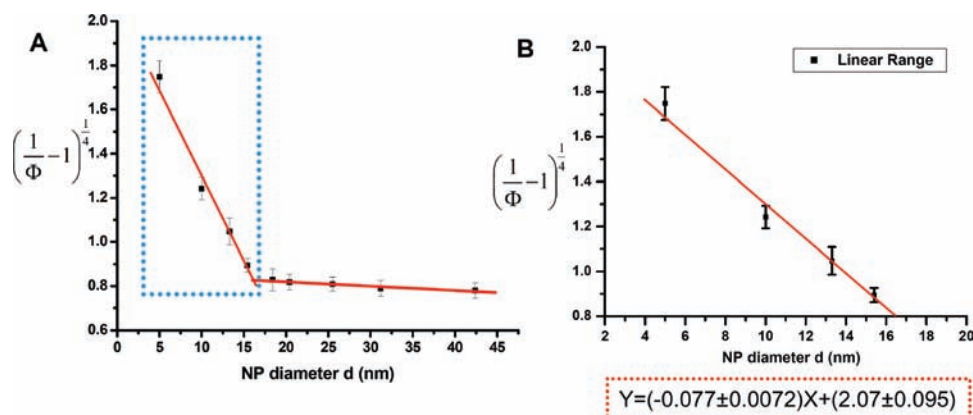 A
2.0
1.8
1.6
1.4
1.2
1.0
0.8
0.6
(1/Φ −1)^1/4
0 5 10 15 20 25 30 35 40 45
NP diameter d (nm)
B
Linear Range
2.0
1.8
1.6
1.4
1.2
1.0
0.8
(1/Φ −1)^1/4
2 4 6 8 10 12 14 16 18 20
NP diameter d (nm)
Y=(-0.077±0.0072)X+(2.07±0.095)